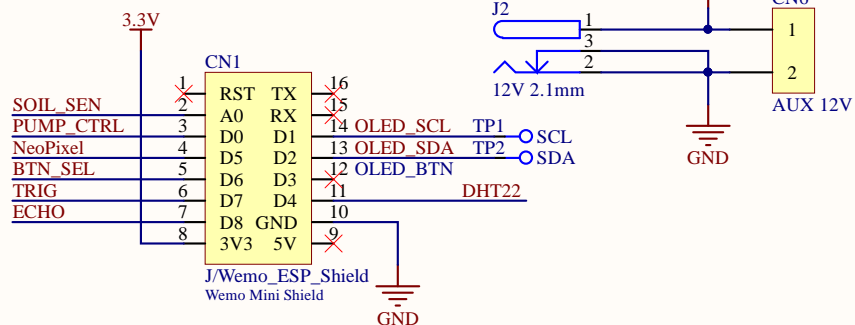 J2
CN6
3.3V
1
3
2
1
2
12V 2.1mm
AUX 12V
GND
CN1
1 RST TX 16
SOIL_SEN 2 A0 RX 15
PUMP_CTRL 3 D0 D1 14 OLED_SCL TP1 SCL
NeoPixel 4 D5 D2 13 OLED_SDA TP2 SDA
BTN_SEL 5 D6 D3 12 OLED_BTN
TRIG 6 D7 D4 11 DHT22
ECHO 7 D8 GND 10
8 3V3 5V 9
J/Wemo_ESP_Shield
Wemo Mini Shield
GND